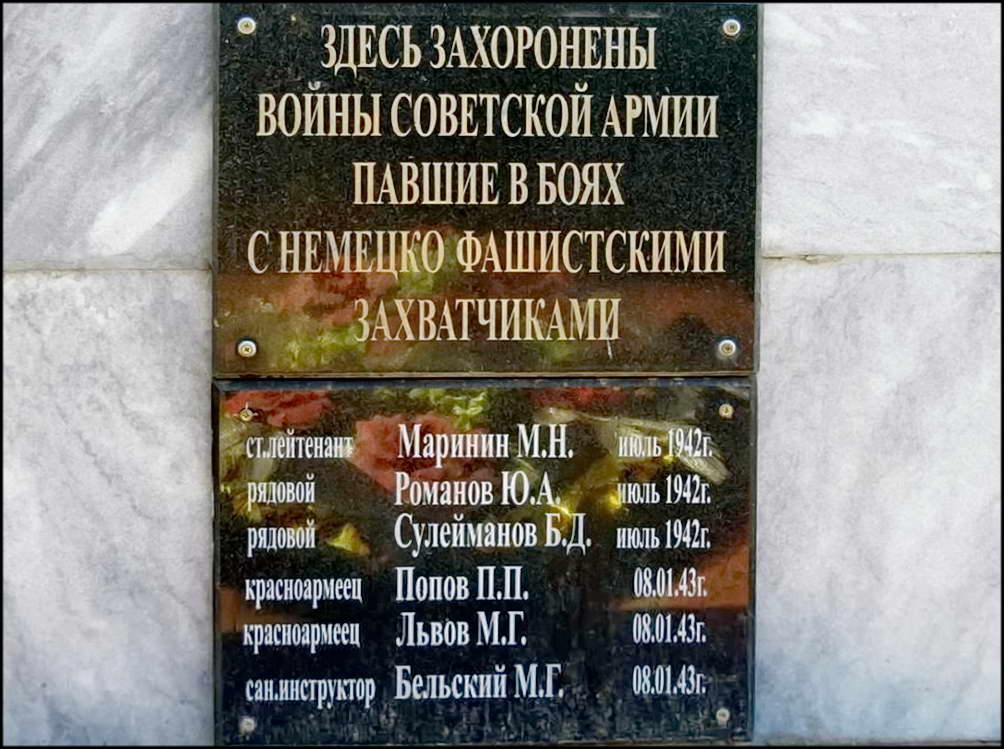 ЗДЕСЬ ЗАХОРОНЕНЫ
ВОЙНЫ СОВЕТСКОЙ АРМИИ
ПАВШИЕ В БОЯХ
С НЕМЕЦКО ФАШИСТСКИМИ
ЗАХВАТЧИКАМИ
ст.лейтенант Маринин М.Н. июль 1942г.
рядовой Романов Ю.А. июль 1942г.
рядовой Сулейманов Б.Д. июль 1942г.
красноармеец Попов П.П. 08.01.43г.
красноармеец Львов М.Г. 08.01.43г.
сан.инструктор Бельский М.Г. 08.01.43г.